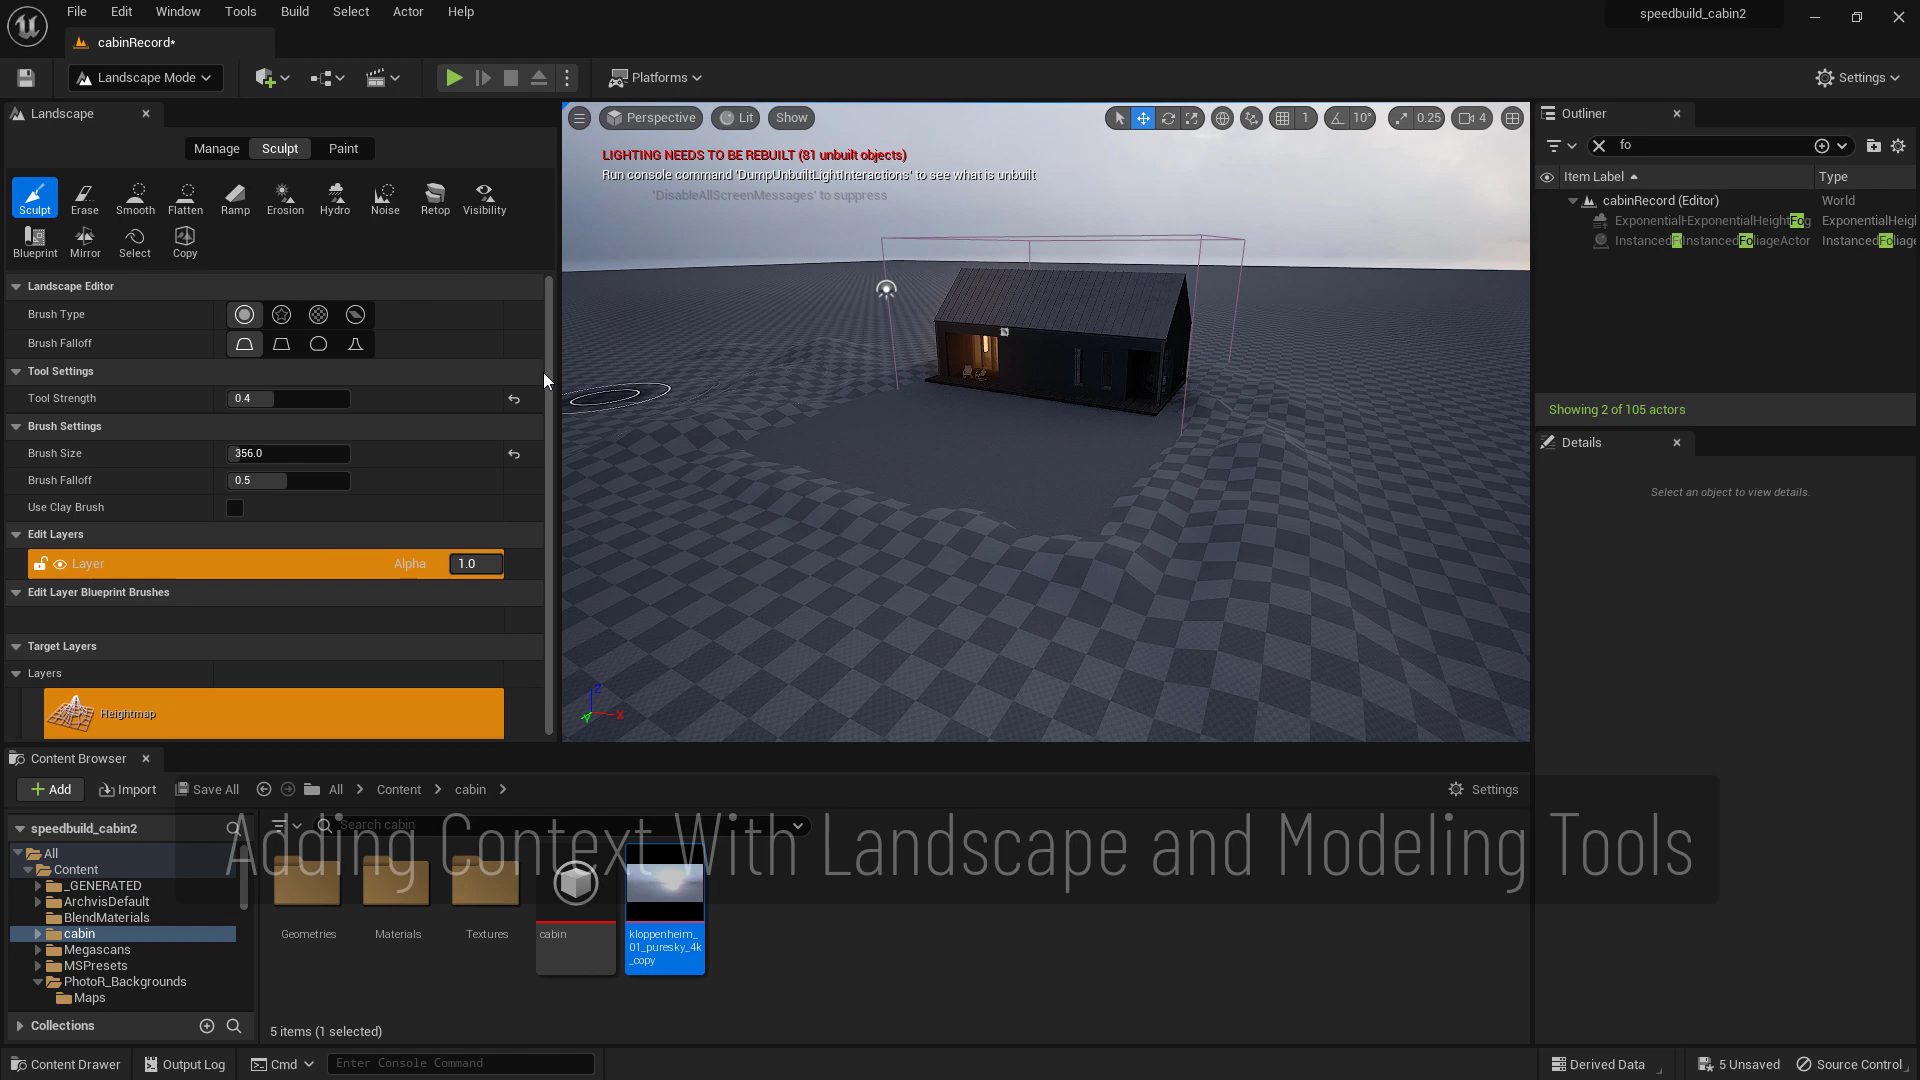 File Edit Window Tools Build Select Actor Help
speedbuild_cabin2
cabinRecord*
Landscape Mode
Platforms
Settings
Landscape
Manage Sculpt Paint
Sculpt Erase Smooth Flatten Ramp Erosion Hydro Noise Retop Visibility
Blueprint Mirror Select Copy
Landscape Editor
Brush Type
Brush Falloff
Tool Settings
Tool Strength 0.4
Brush Settings
Brush Size 356.0
Brush Falloff 0.5
Use Clay Brush
Edit Layers
Layer Alpha 1.0
Edit Layer Blueprint Brushes
Target Layers
Layers
Heightmap
Perspective Lit Show
1 10° 0.25 4
LIGHTING NEEDS TO BE REBUILT (81 unbuilt objects)
Run console command 'DumpUnbuiltLightInteractions' to see what is unbuilt
'DisableAllScreenMessages' to suppress
Z
Y X
Outliner
fo
Item Label Type
cabinRecord (Editor) World
ExponentialHExponentialHeightFog ExponentialHeigh
InstancedFInstancedFoliageActor InstancedFoliage
Showing 2 of 105 actors
Details
Select an object to view details.
Content Browser
Add Import Save All All Content cabin Settings
speedbuild_cabin2
Search cabin
Adding Context With Landscape and Modeling Tools
All
Content
_GENERATED
ArchvisDefault
BlendMaterials
cabin
Megascans
MSPresets
PhotoR_Backgrounds
Maps
Collections
Geometries
Materials
Textures
cabin
kloppenheim_
01_puresky_4k
_copy
5 items (1 selected)
Content Drawer Output Log Cmd Enter Console Command
Derived Data 5 Unsaved Source Control